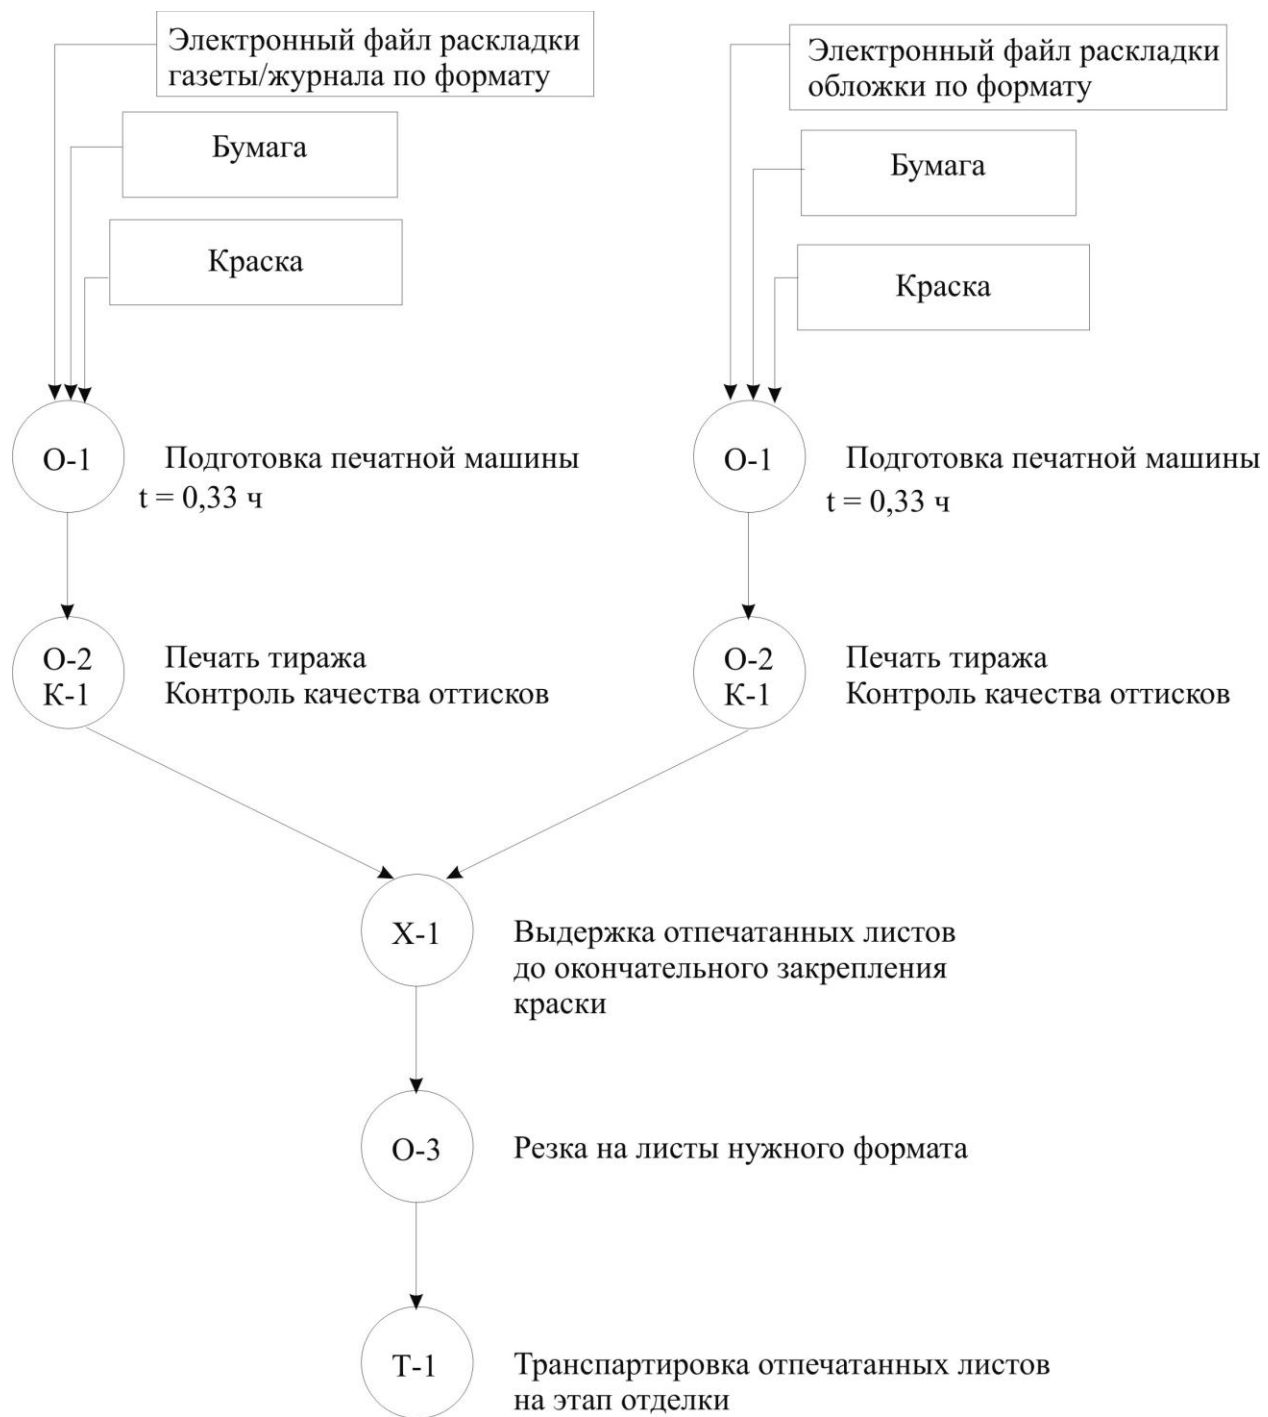 Электронный файл раскладки
газеты/журнала по формату
Бумага
Краска
Электронный файл раскладки
обложки по формату
Бумага
Краска
О-1
Подготовка печатной машины
t = 0,33 ч
О-1
Подготовка печатной машины
t = 0,33 ч
О-2
К-1
Печать тиража
Контроль качества оттисков
О-2
К-1
Печать тиража
Контроль качества оттисков
Х-1
Выдержка отпечатанных листов
до окончательного закрепления
краски
О-3
Резка на листы нужного формата
Т-1
Транспартировка отпечатанных листов
на этап отделки